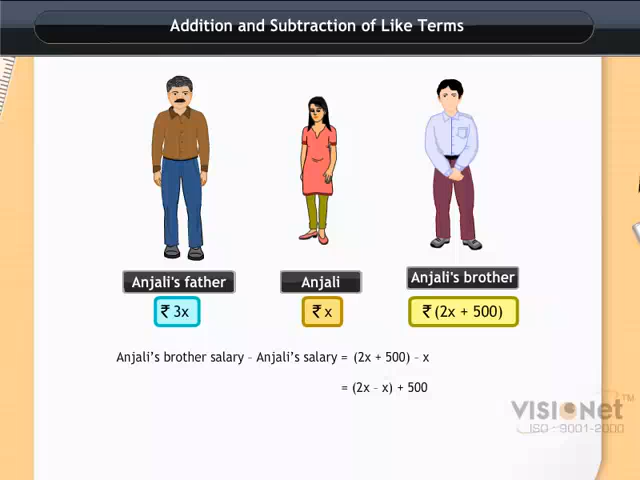 Addition and Subtraction of Like Terms
Anjali's father
Anjali
Anjali's brother
₹ 3x
₹ x
₹ (2x + 500)
Anjali's brother salary – Anjali's salary = (2x + 500) – x
= (2x – x) + 500
VISIONet™
ISO -9001-2000